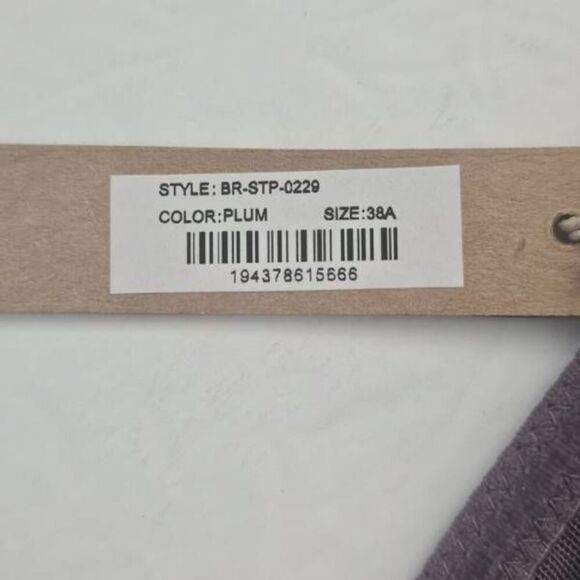 STYLE: BR-STP-0229
COLOR:PLUM SIZE:38A
194378615666